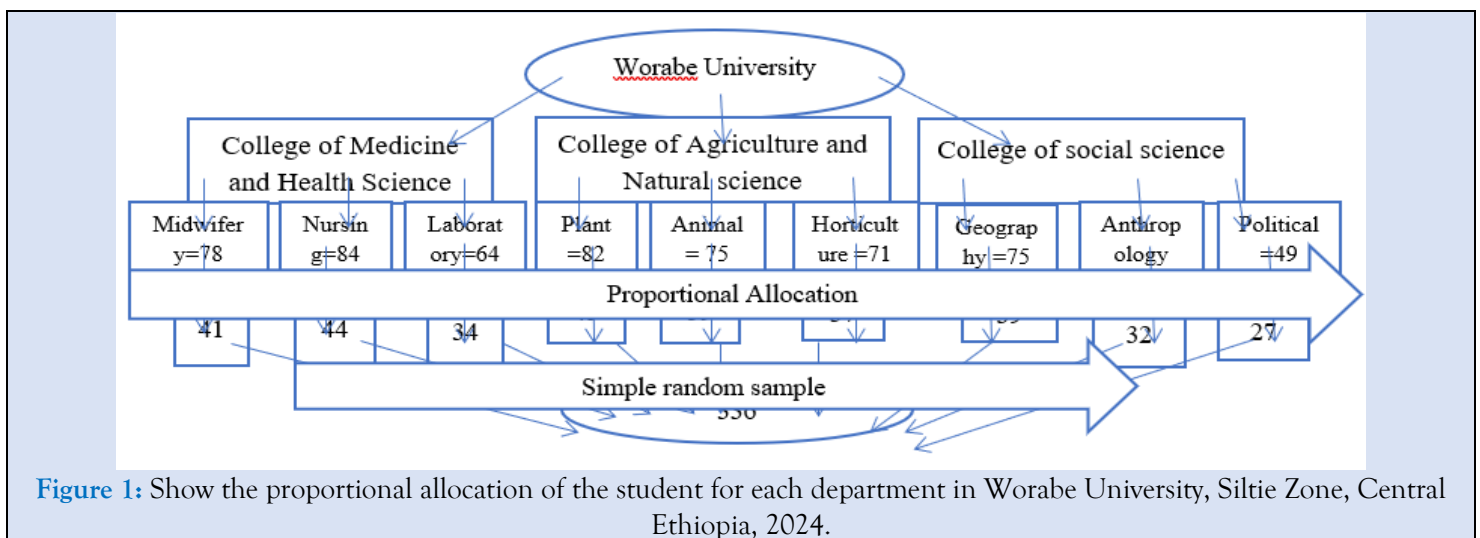 Worabe University
College of Medicine
and Health Science
College of Agriculture and
Natural science
College of social science
Midwifer
y=78
Nursin
g=84
Laborat
ory=64
Plant
=82
Animal
= 75
Horticult
ure =71
Geograp
hy =75
Anthrop
ology
Political
=49
Proportional Allocation
41
44
34
32
27
Simple random sample
Figure 1: Show the proportional allocation of the student for each department in Worabe University, Siltie Zone, Central
Ethiopia, 2024.